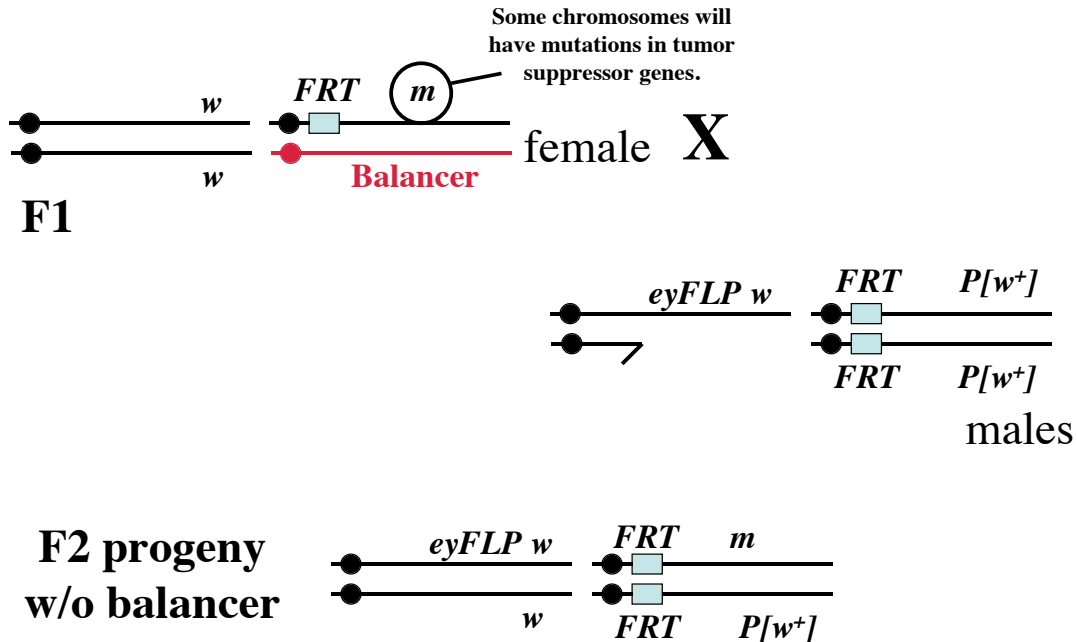 Some chromosomes will
have mutations in tumor
suppressor genes.
w FRT m
w Balancer female X
F1
eyFLP w FRT P[w+]
FRT P[w+]
males
F2 progeny
w/o balancer
eyFLP w FRT m
w FRT P[w+]